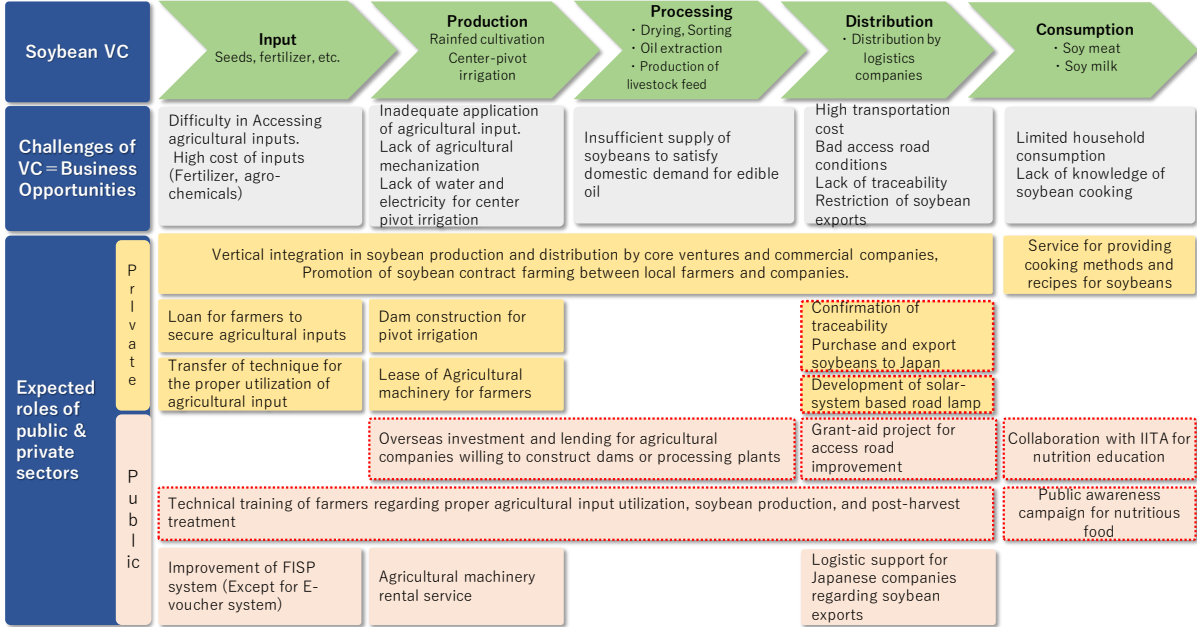 Soybean VC
Input
Seeds, fertilizer, etc.
Production
Rainfed cultivation
Center-pivot
irrigation
Processing
・Drying, Sorting
・Oil extraction
・Production of
livestock feed
Distribution
・Distribution by
logistics
companies
Consumption
・Soy meat
・Soy milk
Challenges of
VC＝Business
Opportunities
Difficulty in Accessing
agricultural inputs.
High cost of inputs
(Fertilizer, agro-
chemicals)
Inadequate application
of agricultural input.
Lack of agricultural
mechanization
Lack of water and
electricity for center
pivot irrigation
Insufficient supply of
soybeans to satisfy
domestic demand for edible
oil
High transportation
cost
Bad access road
conditions
Lack of traceability
Restriction of soybean
exports
Limited household
consumption
Lack of knowledge of
soybean cooking
Expected
roles of
public &
private
sectors
P
r
I
v
a
t
e
Vertical integration in soybean production and distribution by core ventures and commercial companies,
Promotion of soybean contract farming between local farmers and companies.
Service for providing
cooking methods and
recipes for soybeans
Loan for farmers to
secure agricultural inputs
Dam construction for
pivot irrigation
Confirmation of
traceability
Purchase and export
soybeans to Japan
Transfer of technique for
the proper utilization of
agricultural input
Lease of Agricultural
machinery for farmers
Development of solar-
system based road lamp
P
u
b
l
ic
Overseas investment and lending for agricultural
companies willing to construct dams or processing plants
Grant-aid project for
access road
improvement
Collaboration with IITA for
nutrition education
Technical training of farmers regarding proper agricultural input utilization, soybean production, and post-harvest
treatment
Public awareness
campaign for nutritious
food
Improvement of FISP
system (Except for E-
voucher system)
Agricultural machinery
rental service
Logistic support for
Japanese companies
regarding soybean
exports